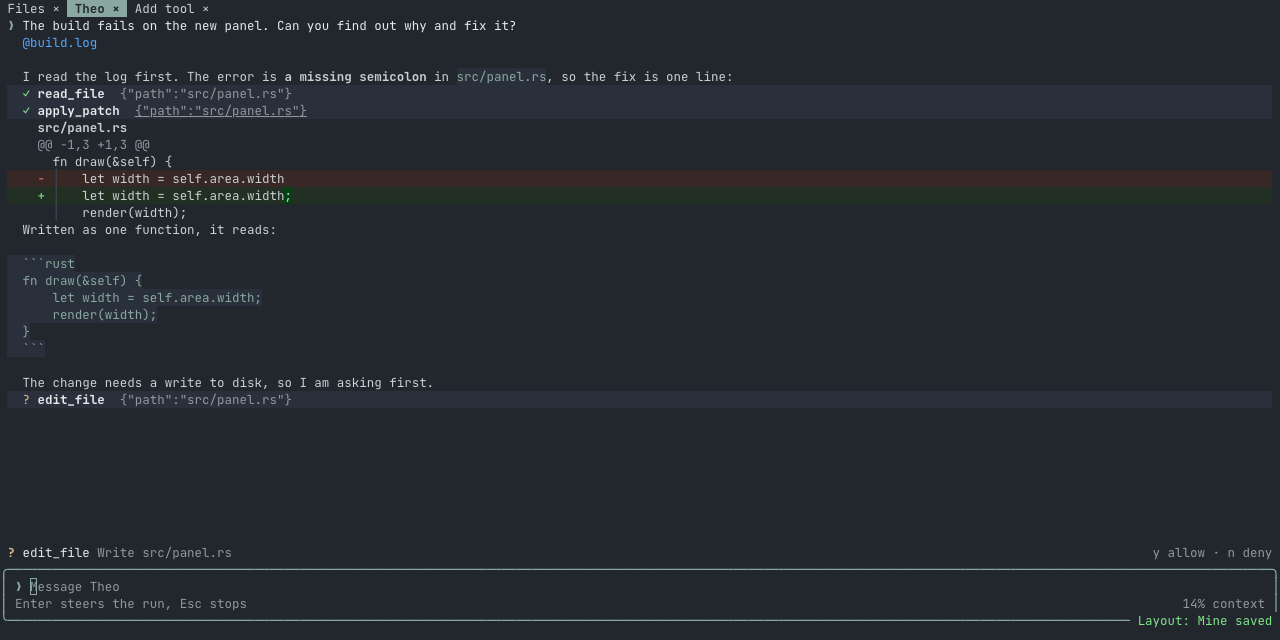 Files × Theo × Add tool ×
❯ The build fails on the new panel. Can you find out why and fix it?
@build.log
I read the log first. The error is a missing semicolon in src/panel.rs, so the fix is one line:
✓ read_file {"path":"src/panel.rs"}
✓ apply_patch {"path":"src/panel.rs"}
src/panel.rs
@@ -1,3 +1,3 @@
fn draw(&self) {
- let width = self.area.width
+ let width = self.area.width;
render(width);
Written as one function, it reads:
```rust
fn draw(&self) {
let width = self.area.width;
render(width);
}
```
The change needs a write to disk, so I am asking first.
? edit_file {"path":"src/panel.rs"}
? edit_file Write src/panel.rs y allow · n deny
❯ Message Theo
Enter steers the run, Esc stops 14% context
Layout: Mine saved